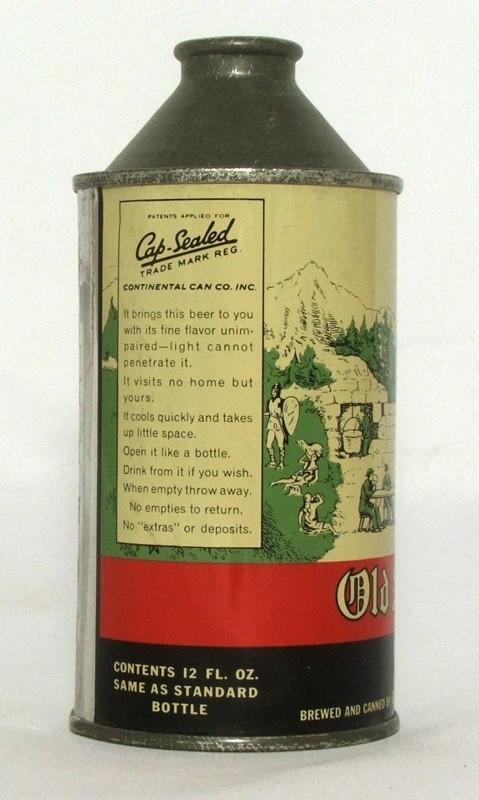 PATENTS APPLIED FOR
Cap-Sealed
TRADE MARK REG.
CONTINENTAL CAN CO. INC.
It brings this beer to you
with its fine flavor unim-
paired—light cannot
penetrate it.
It visits no home but
yours.
It cools quickly and takes
up little space.
Open it like a bottle.
Drink from it if you wish.
When empty throw away.
No empties to return.
No "extras" or deposits.
Old
CONTENTS 12 FL. OZ.
SAME AS STANDARD
BOTTLE
BREWED AND CANNED BY